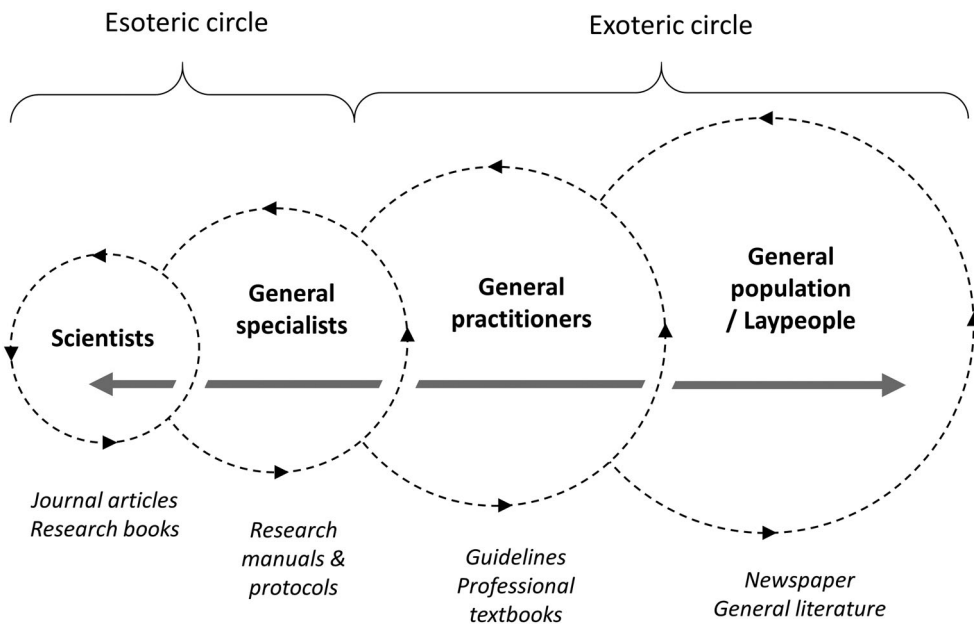 Esoteric circle
Exoteric circle
Scientists
General
specialists
General
practitioners
General
population
/ Laypeople
Journal articles
Research books
Research
manuals &
protocols
Guidelines
Professional
textbooks
Newspaper
General literature